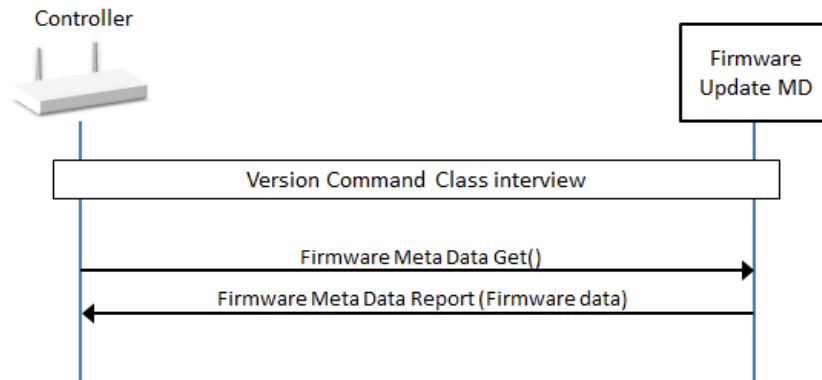 Controller
Firmware
Update MD
Version Command Class interview
Firmware Meta Data Get()
Firmware Meta Data Report (Firmware data)